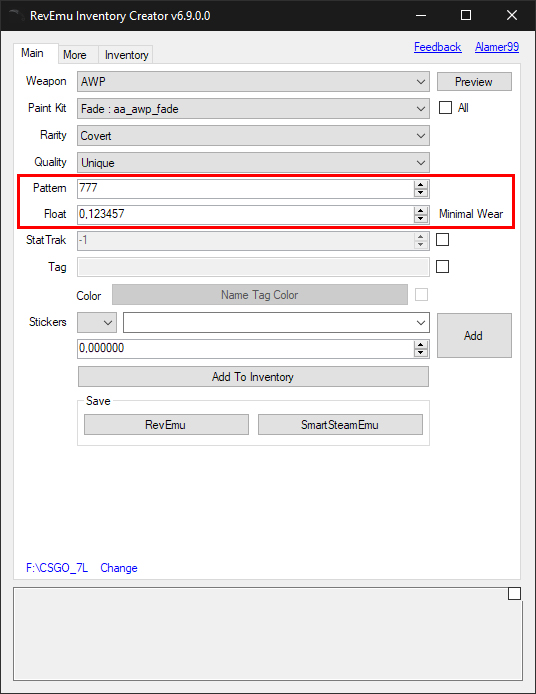 RevEmu Inventory Creator v6.9.0.0
Feedback Alamer99
Main More Inventory
Weapon AWP Preview
Paint Kit Fade : aa_awp_fade All
Rarity Covert
Quality Unique
Pattern 777
Float 0,123457 Minimal Wear
StatTrak -1
Tag
Color Name Tag Color
Stickers
0,000000
Add
Add To Inventory
Save
RevEmu SmartSteamEmu
F:\CSGO_7L Change